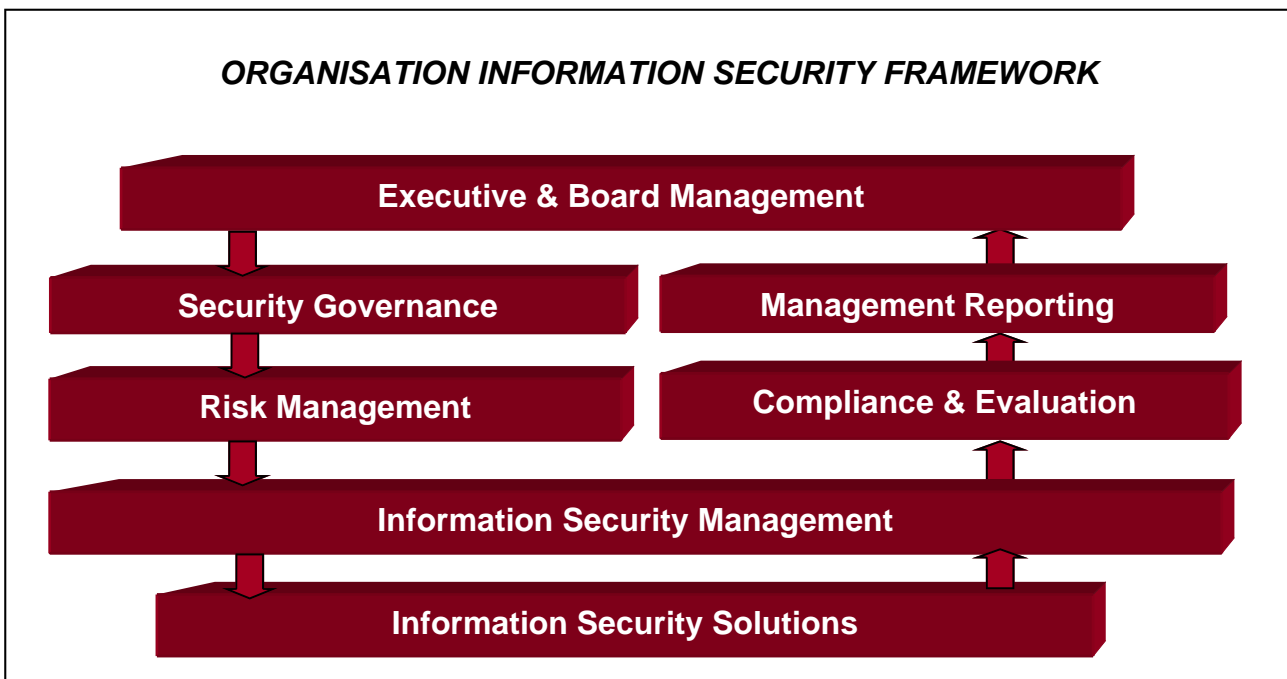 ORGANISATION INFORMATION SECURITY FRAMEWORK
Executive & Board Management
Security Governance
Management Reporting
Risk Management
Compliance & Evaluation
Information Security Management
Information Security Solutions